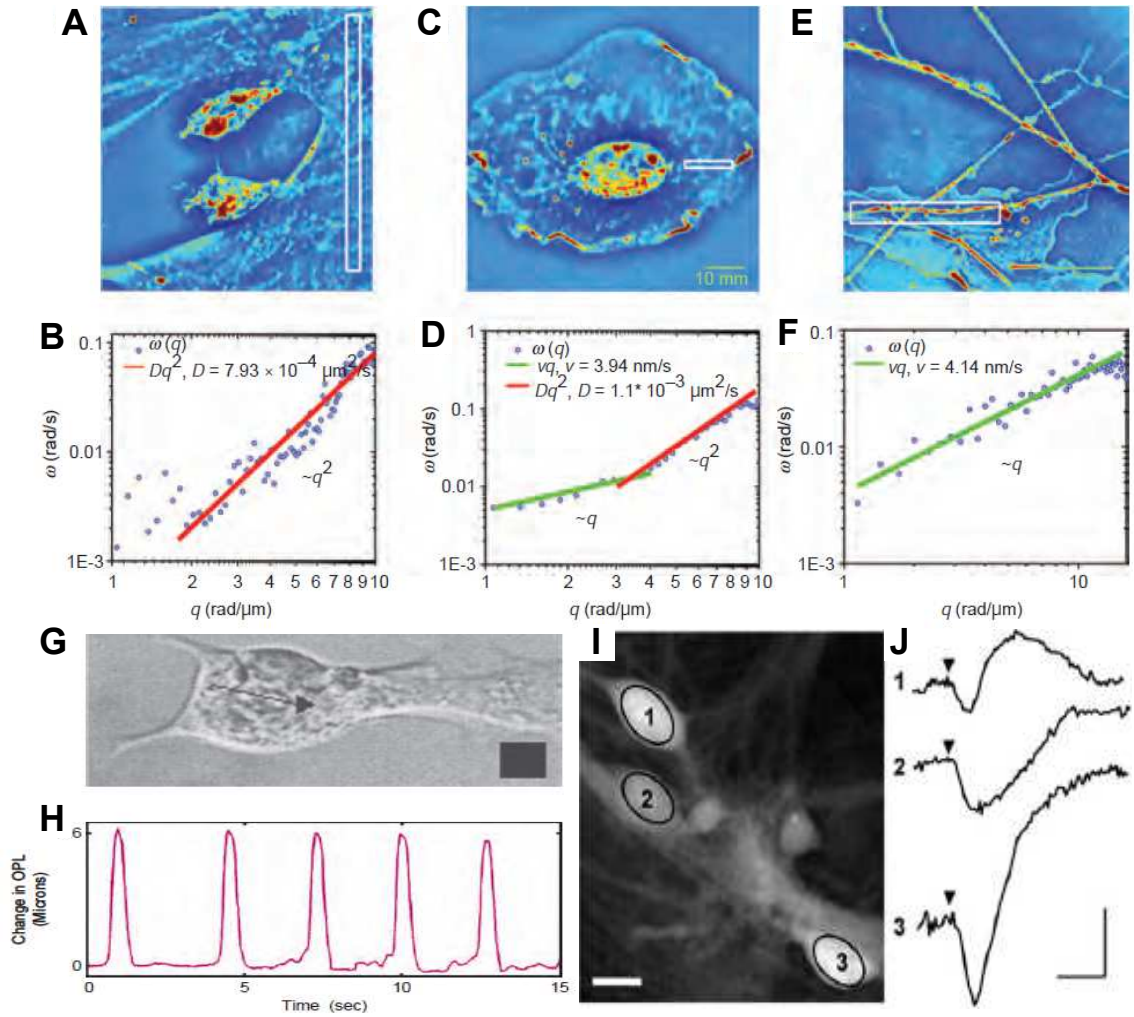 A
C
E
10 mm
B
0.1
0.01
1E-3
ω (rad/s)
ω(q)
Dq², D = 7.93 × 10⁻⁴ µm²/s
~q²
1 2 3 4 5 6 7 8 9 10
q (rad/µm)
D
1
0.1
0.01
1E-3
ω (rad/s)
ω(q)
vq, v = 3.94 nm/s
Dq², D = 1.1* 10⁻³ µm²/s
~q²
~q
1 2 3 4 5 6 7 8 9 10
q (rad/µm)
F
0.1
0.01
1E-3
ω (rad/s)
ω(q)
vq, v = 4.14 nm/s
~q
1 10
q (rad/µm)
G
H
Change in OPL
(Microns)
6
0
0 5 10 15
Time (sec)
I
1
2
3
J
1
2
3